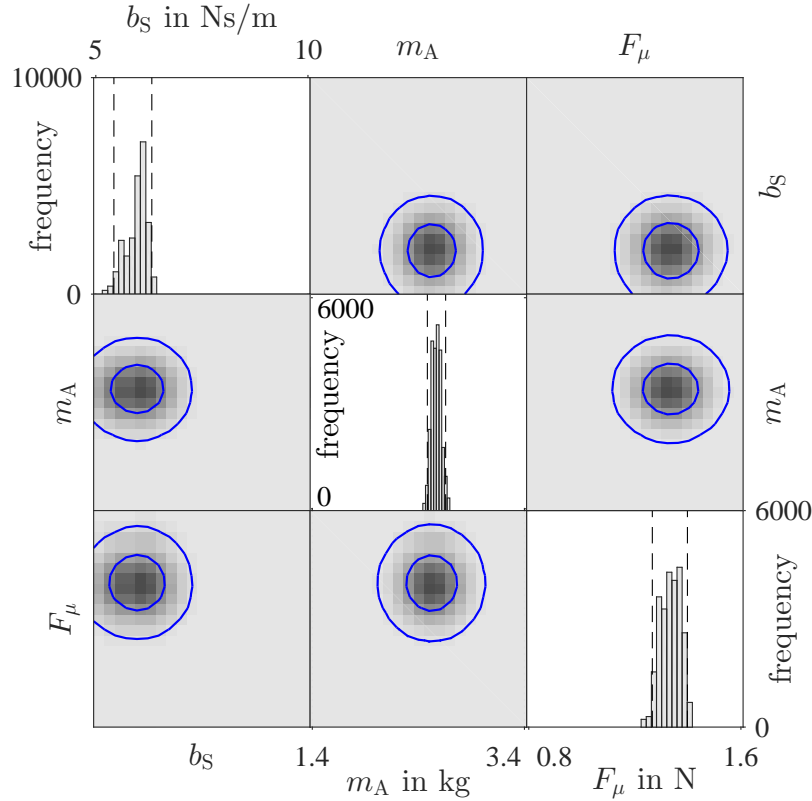 b_S in Ns/m
5 10 m_A F_μ
10000
frequency
0
b_S
6000
frequency
0
m_A
m_A
F_μ
6000
frequency
0
b_S 1.4 3.4 0.8 1.6
m_A in kg F_μ in N